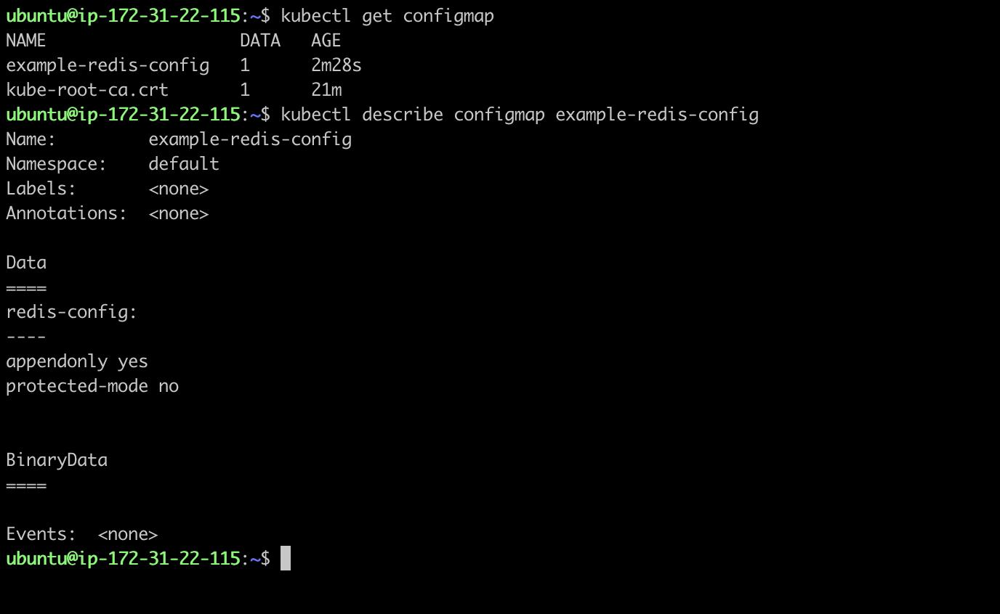 ubuntu@ip-172-31-22-115:~$ kubectl get configmap
NAME                   DATA   AGE
example-redis-config   1      2m28s
kube-root-ca.crt       1      21m
ubuntu@ip-172-31-22-115:~$ kubectl describe configmap example-redis-config
Name:         example-redis-config
Namespace:    default
Labels:       <none>
Annotations:  <none>

Data
====
redis-config:
----
appendonly yes
protected-mode no


BinaryData
====

Events:  <none>
ubuntu@ip-172-31-22-115:~$